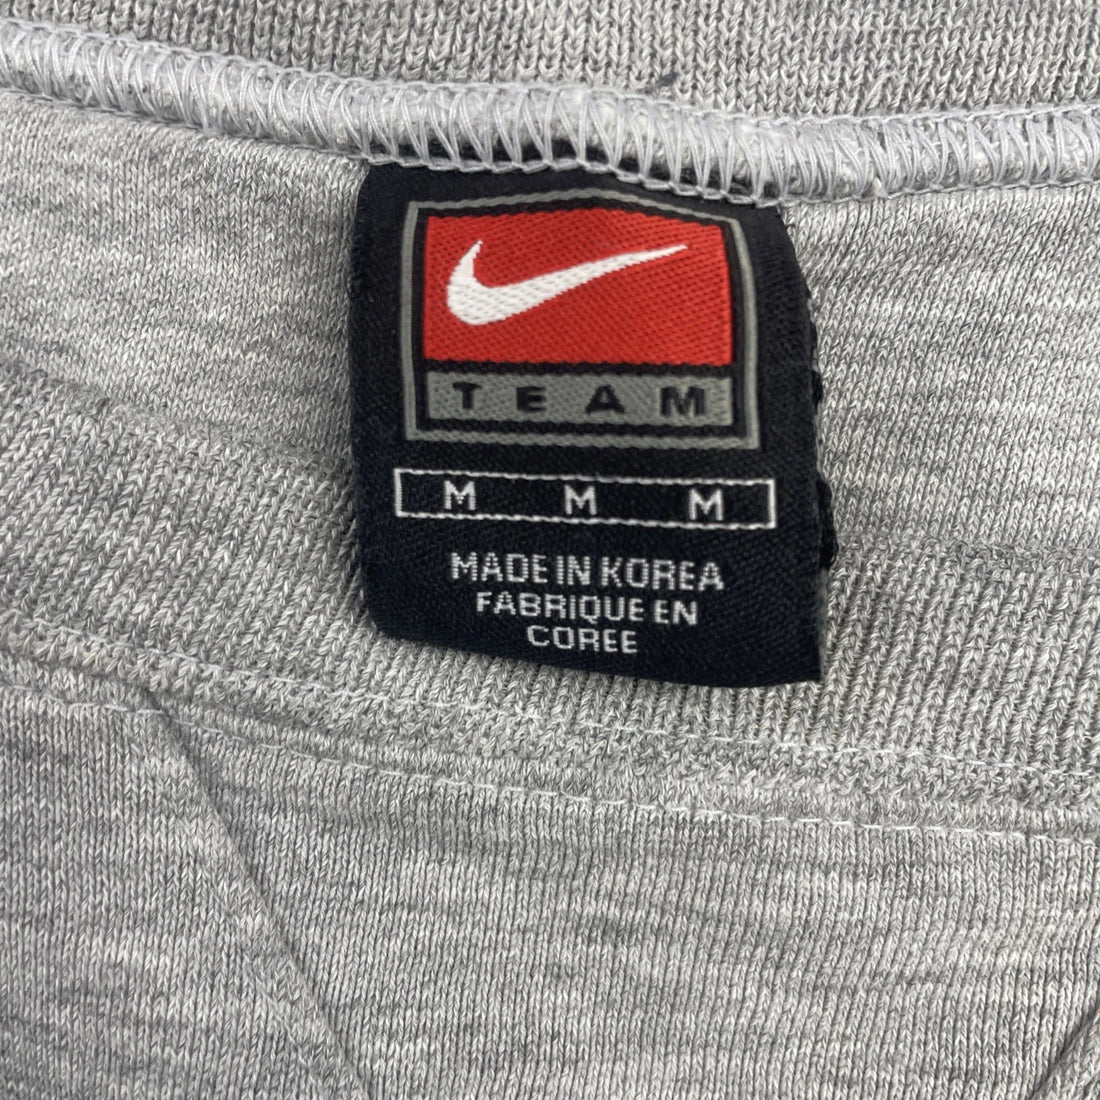 TEAM
M M M
MADE IN KOREA
FABRIQUE EN
COREE